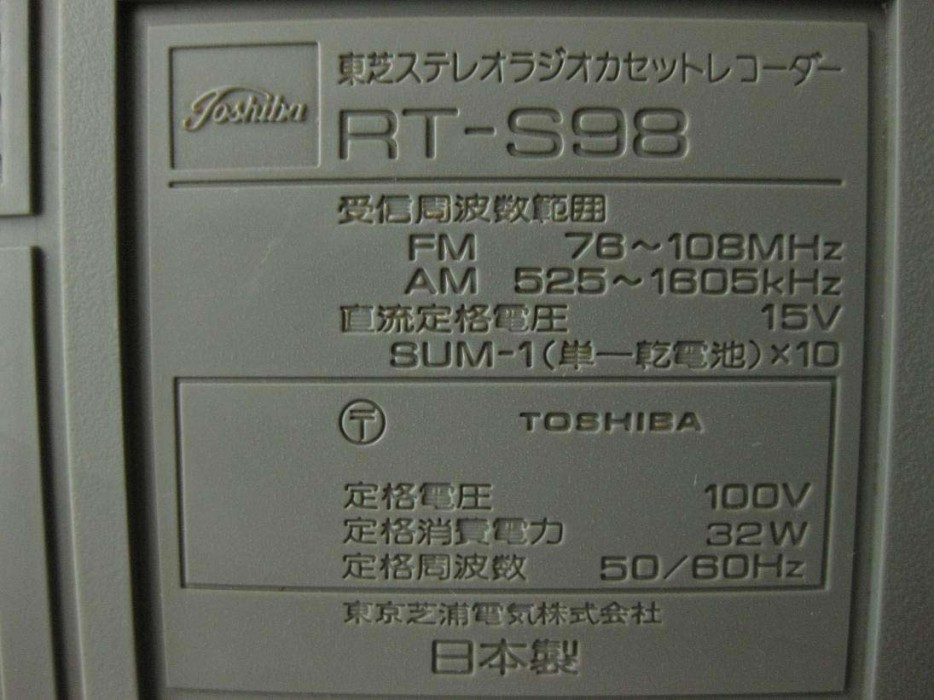 Toshiba
東芝ステレオラジオカセットレコーダー
RT-S98
受信周波数範囲
FM 76~108MHz
AM 525~1605kHz
直流定格電圧 15V
SUM-1(単一乾電池)×10
〶 TOSHIBA
定格電圧 100V
定格消費電力 32W
定格周波数 50/60Hz
東京芝浦電気株式会社
日本製